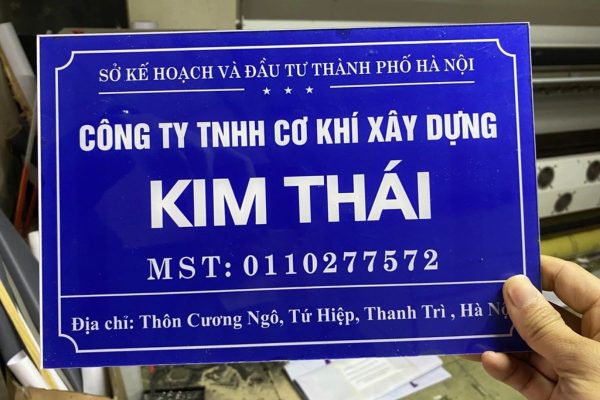 SỞ KẾ HOẠCH VÀ ĐẦU TƯ THÀNH PHỐ HÀ NỘI
CÔNG TY TNHH CƠ KHÍ XÂY DỰNG
KIM THÁI
MST: 0110277572
Địa chỉ: Thôn Cương Ngô, Tứ Hiệp, Thanh Trì , Hà Nộ